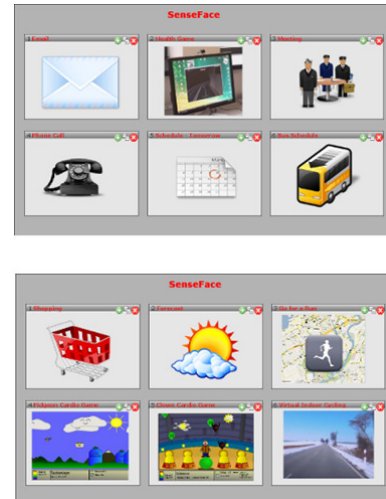 SenseFace
1 Email
2 Health Game
3 Meeting
4 Phone Call
5 Schedule - Tomorrow
6 Bus Schedule
SenseFace
1 Shopping
2 Forecast
3 Go for a Run
4 Pidgeon Cardio Game
5 Clown Cardio Game
6 Virtual Indoor Cycling